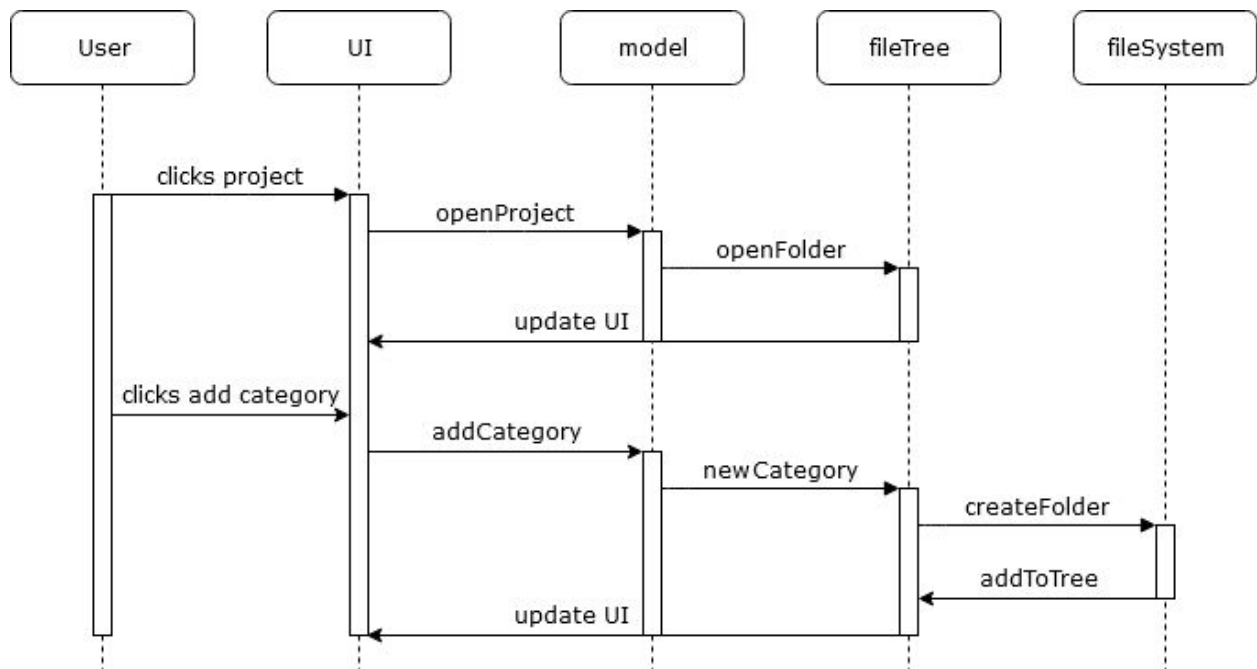 User
UI
model
fileTree
fileSystem
clicks project
openProject
openFolder
update UI
clicks add category
addCategory
newCategory
createFolder
addToTree
update UI